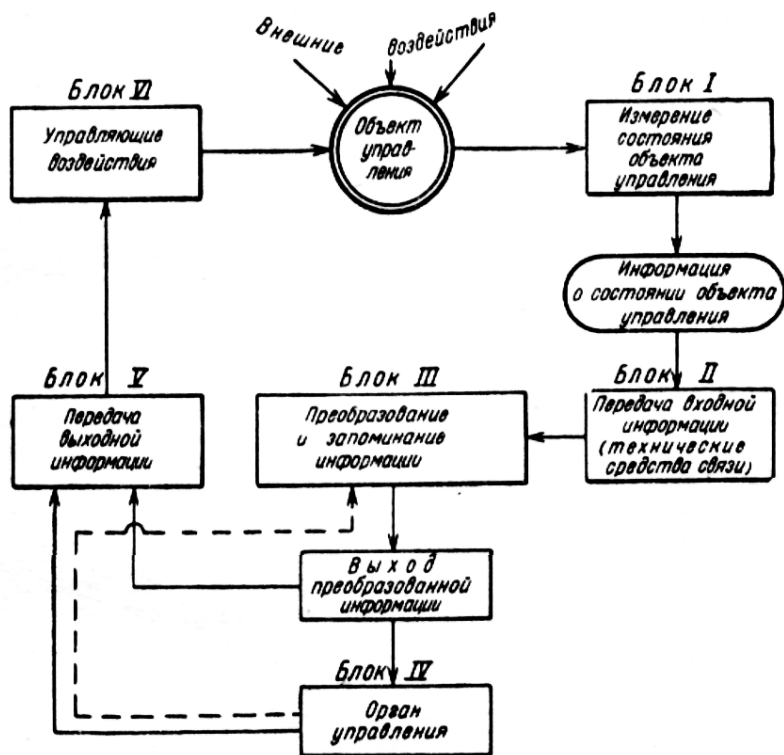 Внешние воздействия
Блок VI
Управляющие
воздействия
Объект
управ-
ления
Блок I
Измерение
состояния
объекта
управления
Информация
о состоянии объекта
управления
Блок II
Передача входной
информации
(технические
средства связи)
Блок III
Преобразование
и запоминание
информации
Блок V
Передача
выходной
информации
Выход
преобразованной
информации
Блок IV
Орган
управления